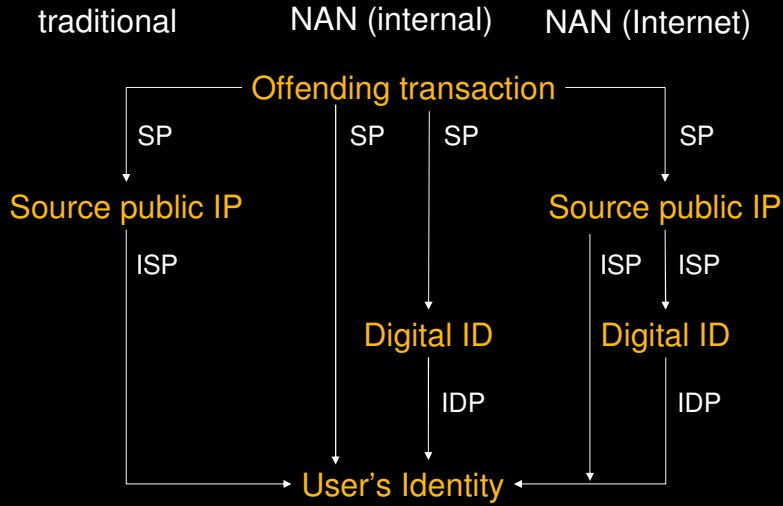 traditional
NAN (internal)
NAN (Internet)
Offending transaction
SP
SP
SP
SP
Source public IP
Source public IP
ISP
ISP
ISP
Digital ID
Digital ID
IDP
IDP
User's Identity